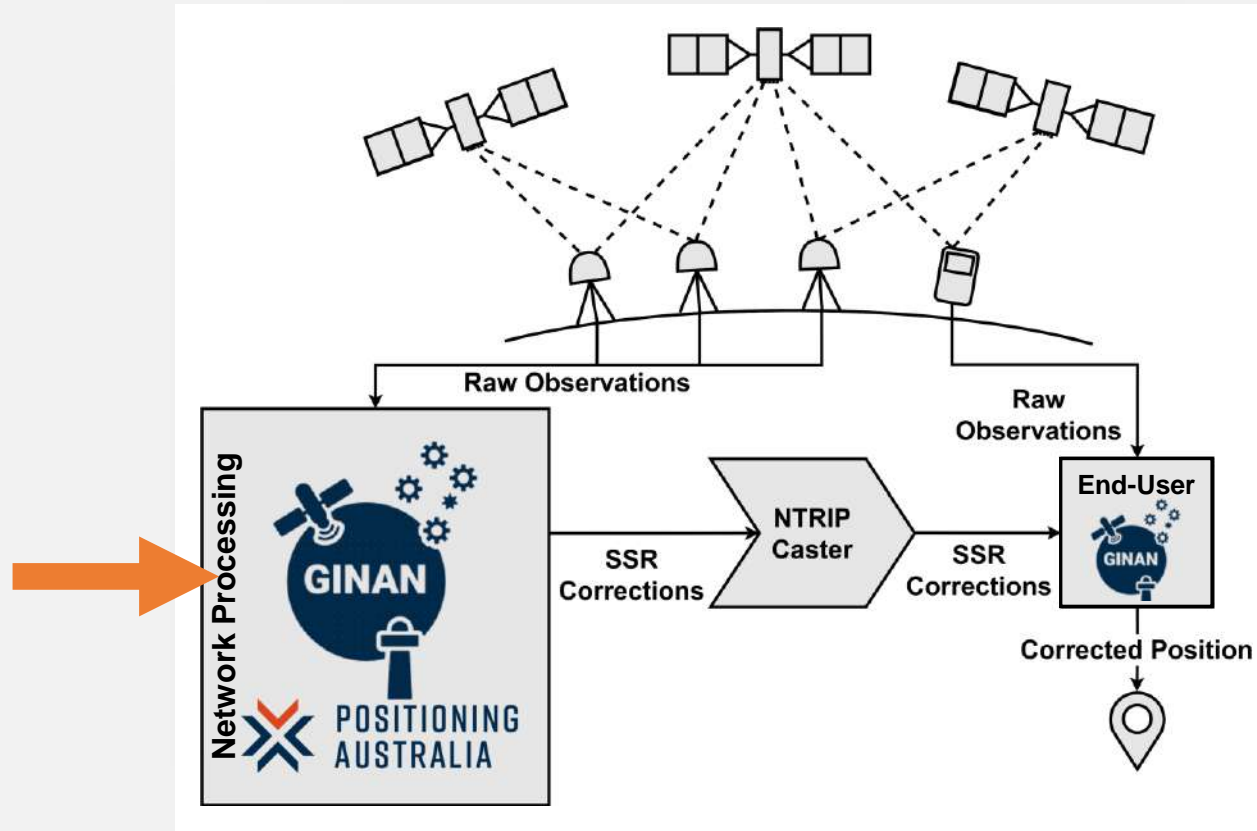 Raw Observations
Raw
Observations
Network Processing
GINAN
POSITIONING
AUSTRALIA
SSR
Corrections
NTRIP
Caster
SSR
Corrections
End-User
GINAN
Corrected Position